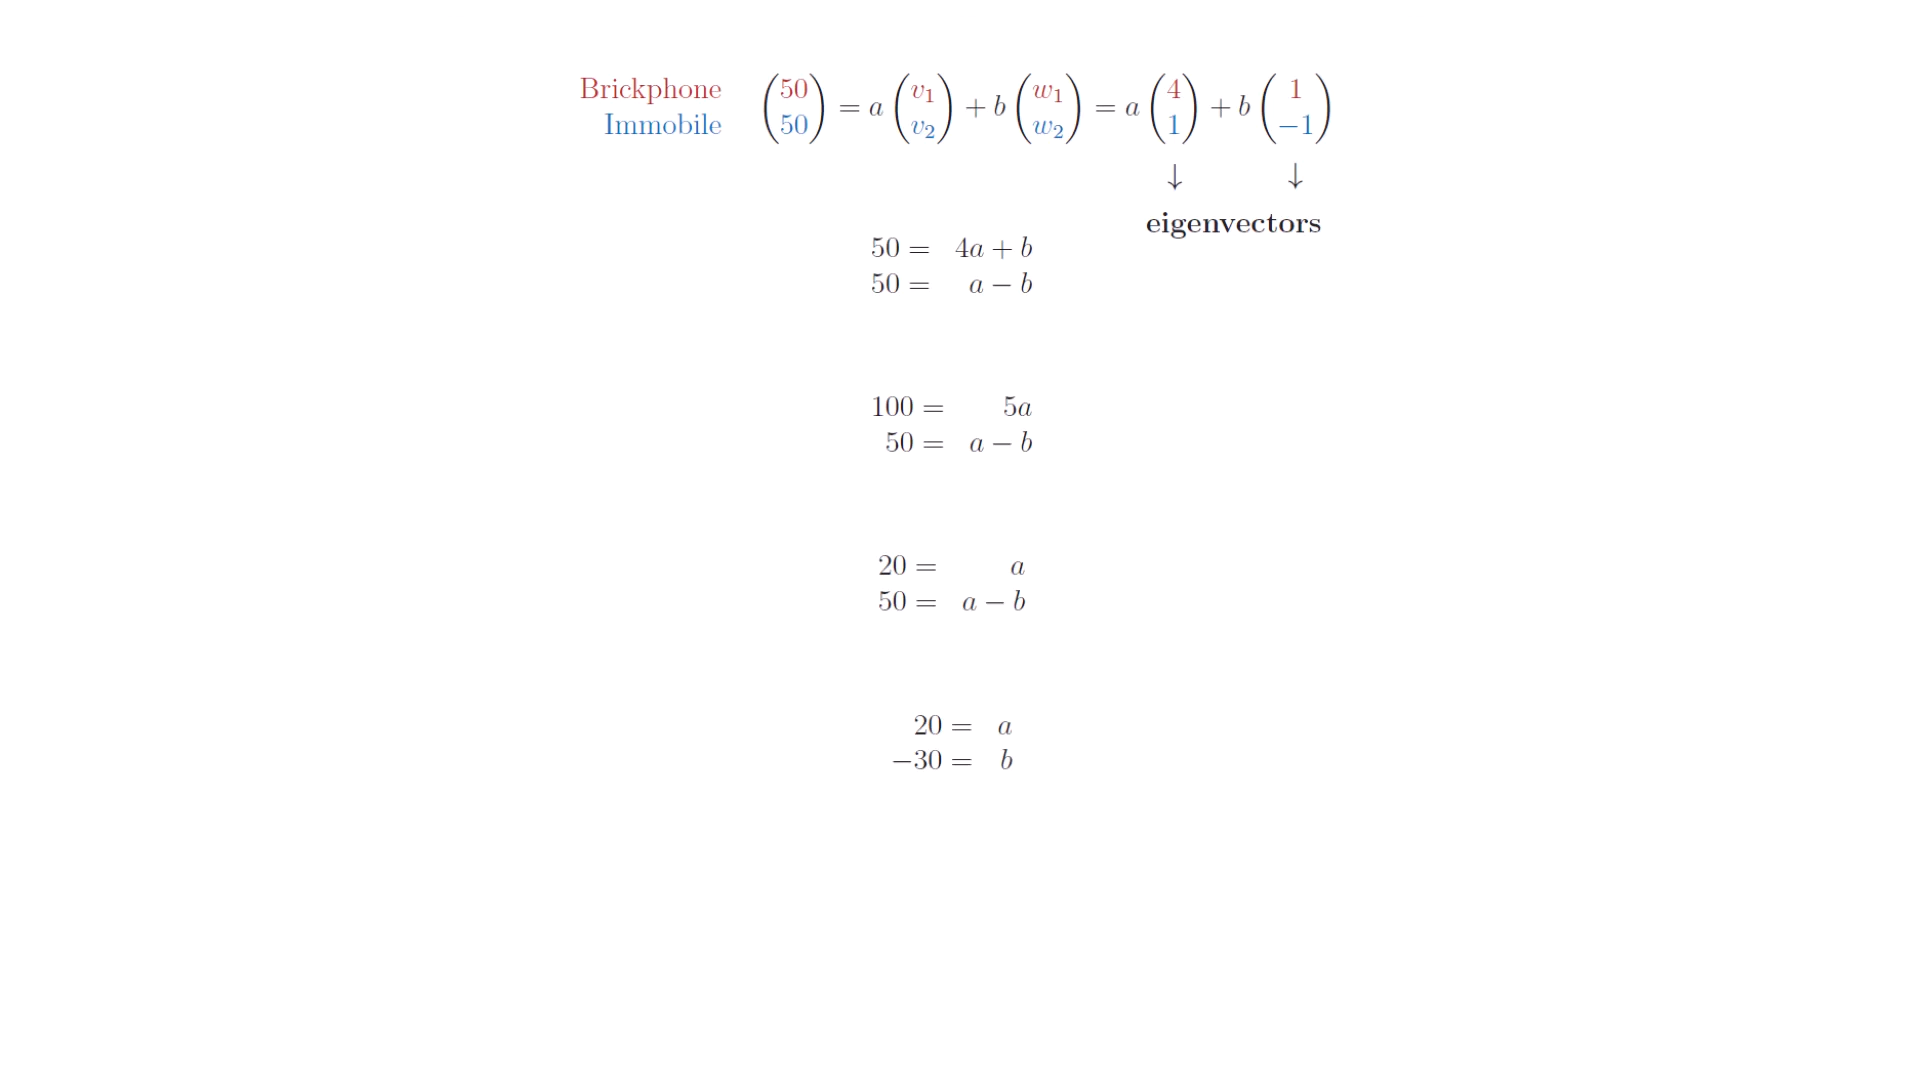 Brickphone
Immobile
(50 50) = a (v₁ v₂) + b (w₁ w₂) = a (4 1) + b (1 −1)
↓ ↓
eigenvectors
50 = 4a + b
50 = a − b
100 = 5a
50 = a − b
20 = a
50 = a − b
20 = a
−30 = b